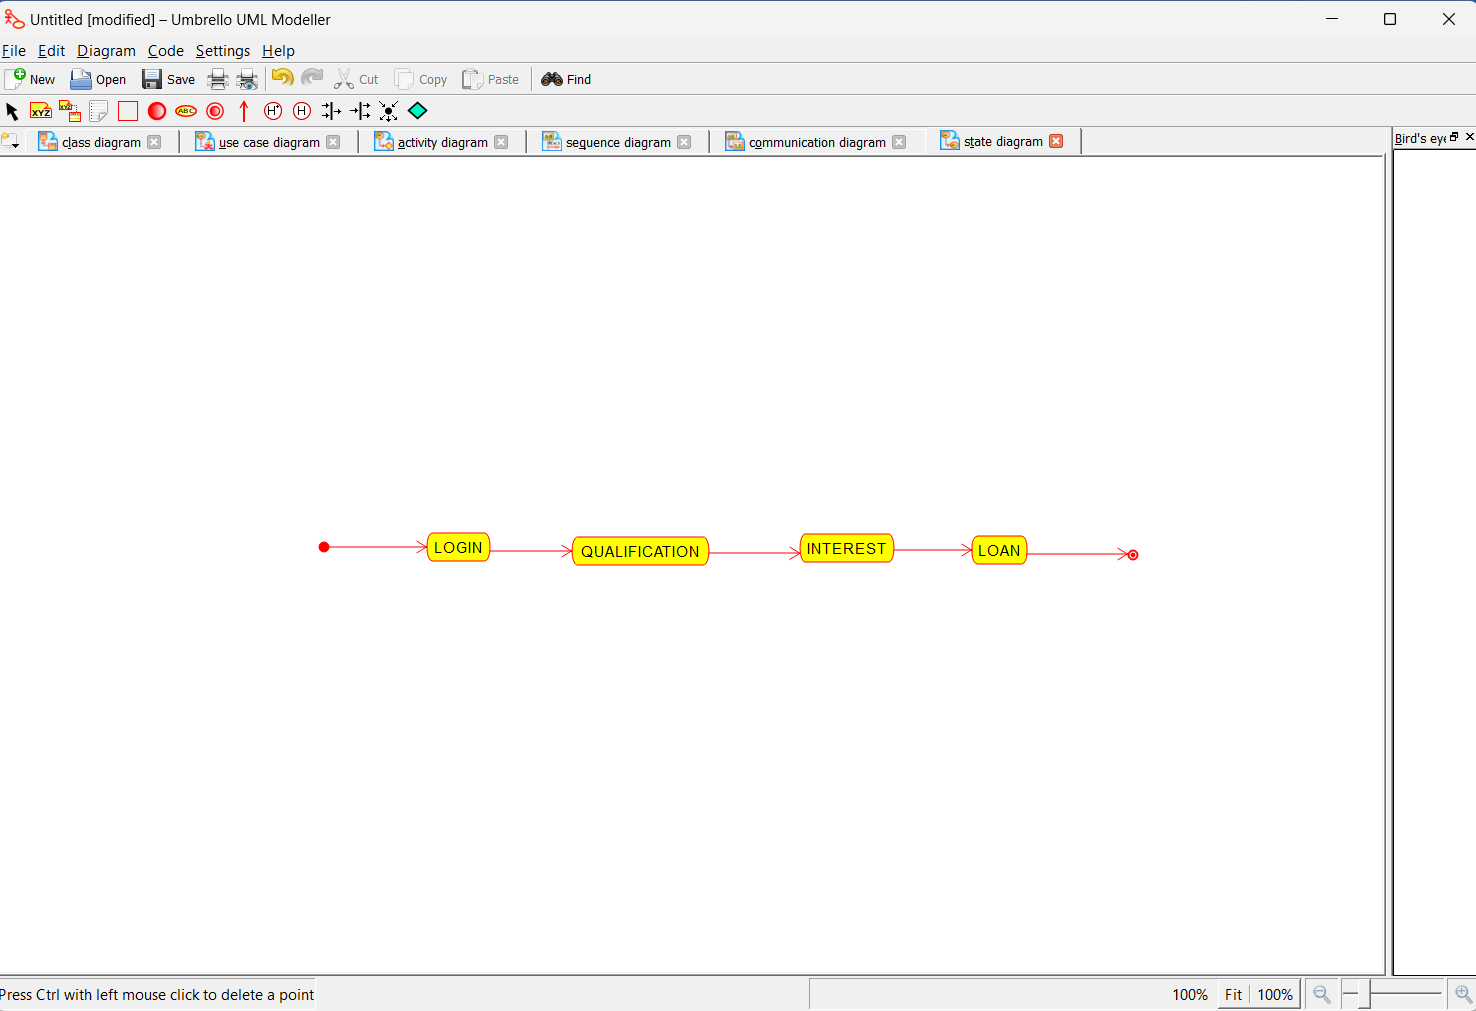 Untitled [modified] – Umbrello UML Modeller
File Edit Diagram Code Settings Help
New Open Save Cut Copy Paste Find
XYZ XYZ ABC H* H
class diagram use case diagram activity diagram sequence diagram communication diagram state diagram Bird's eye
LOGIN QUALIFICATION INTEREST LOAN
Press Ctrl with left mouse click to delete a point 100% Fit 100%